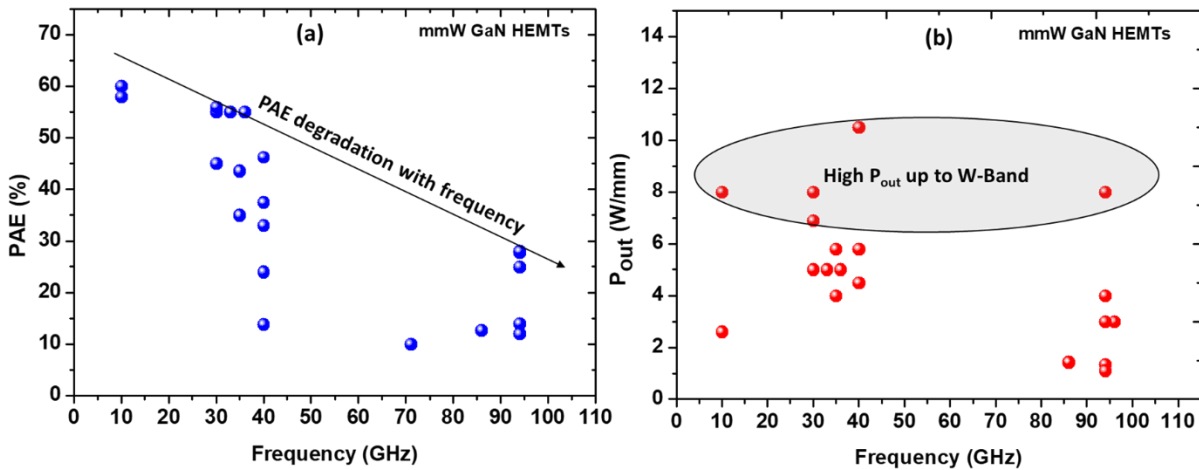 (a)
mmW GaN HEMTs
PAE degradation with frequency
PAE (%)
70
60
50
40
30
20
10
0
0 10 20 30 40 50 60 70 80 90 100 110
Frequency (GHz)
(b)
mmW GaN HEMTs
High Pout up to W-Band
Pout (W/mm)
14
12
10
8
6
4
2
0
0 10 20 30 40 50 60 70 80 90 100 110
Frequency (GHz)